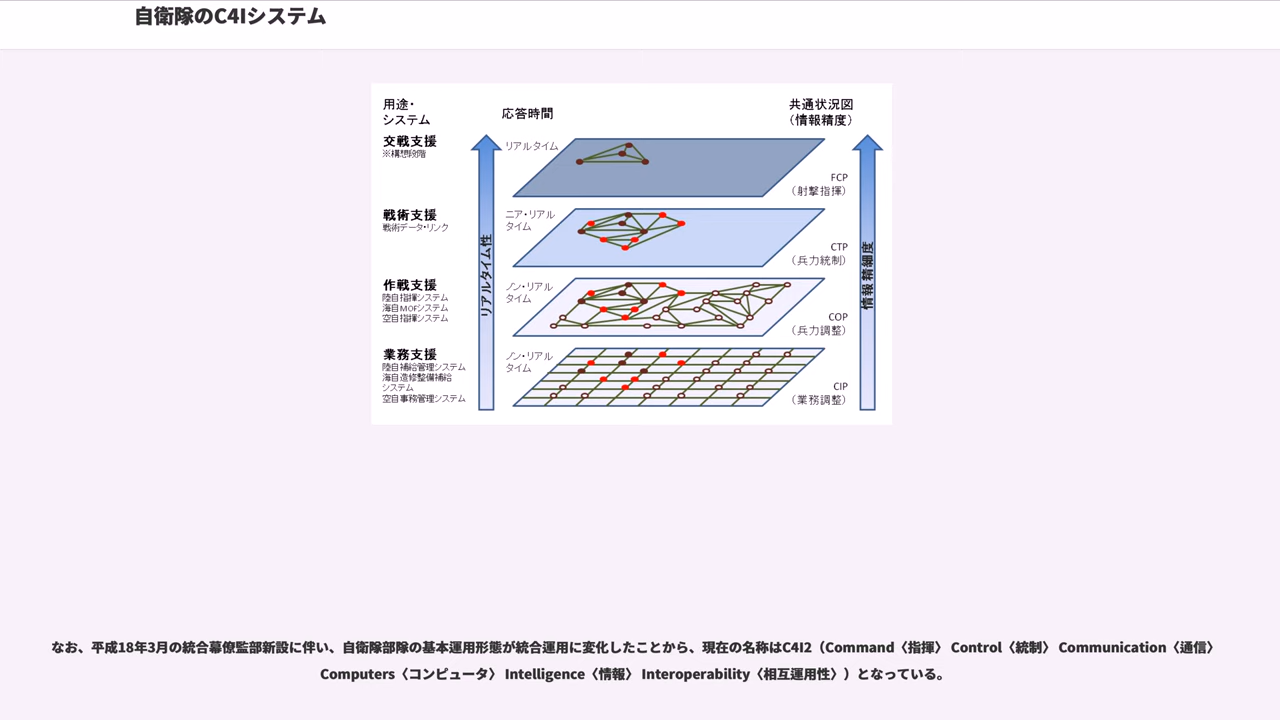 自衛隊のC4Iシステム
用途・
システム
応答時間
共通状況図
（情報精度）
交戦支援
※構想段階
リアルタイム
FCP
（射撃指揮）
戦術支援
戦術データ・リンク
ニア・リアル
タイム
CTP
（兵力統制）
リアルタイム性
情報精細度
作戦支援
陸自指揮システム
海自MOFシステム
空自指揮システム
ノン・リアル
タイム
COP
（兵力調整）
業務支援
陸自補給管理システム
海自造修整備補給
システム
空自事務管理システム
ノン・リアル
タイム
CIP
（業務調整）
なお、平成18年3月の統合幕僚監部新設に伴い、自衛隊部隊の基本運用形態が統合運用に変化したことから、現在の名称はC4I2（Command〈指揮〉 Control〈統制〉 Communication〈通信〉
Computers〈コンピュータ〉 Intelligence〈情報〉 Interoperability〈相互運用性〉）となっている。